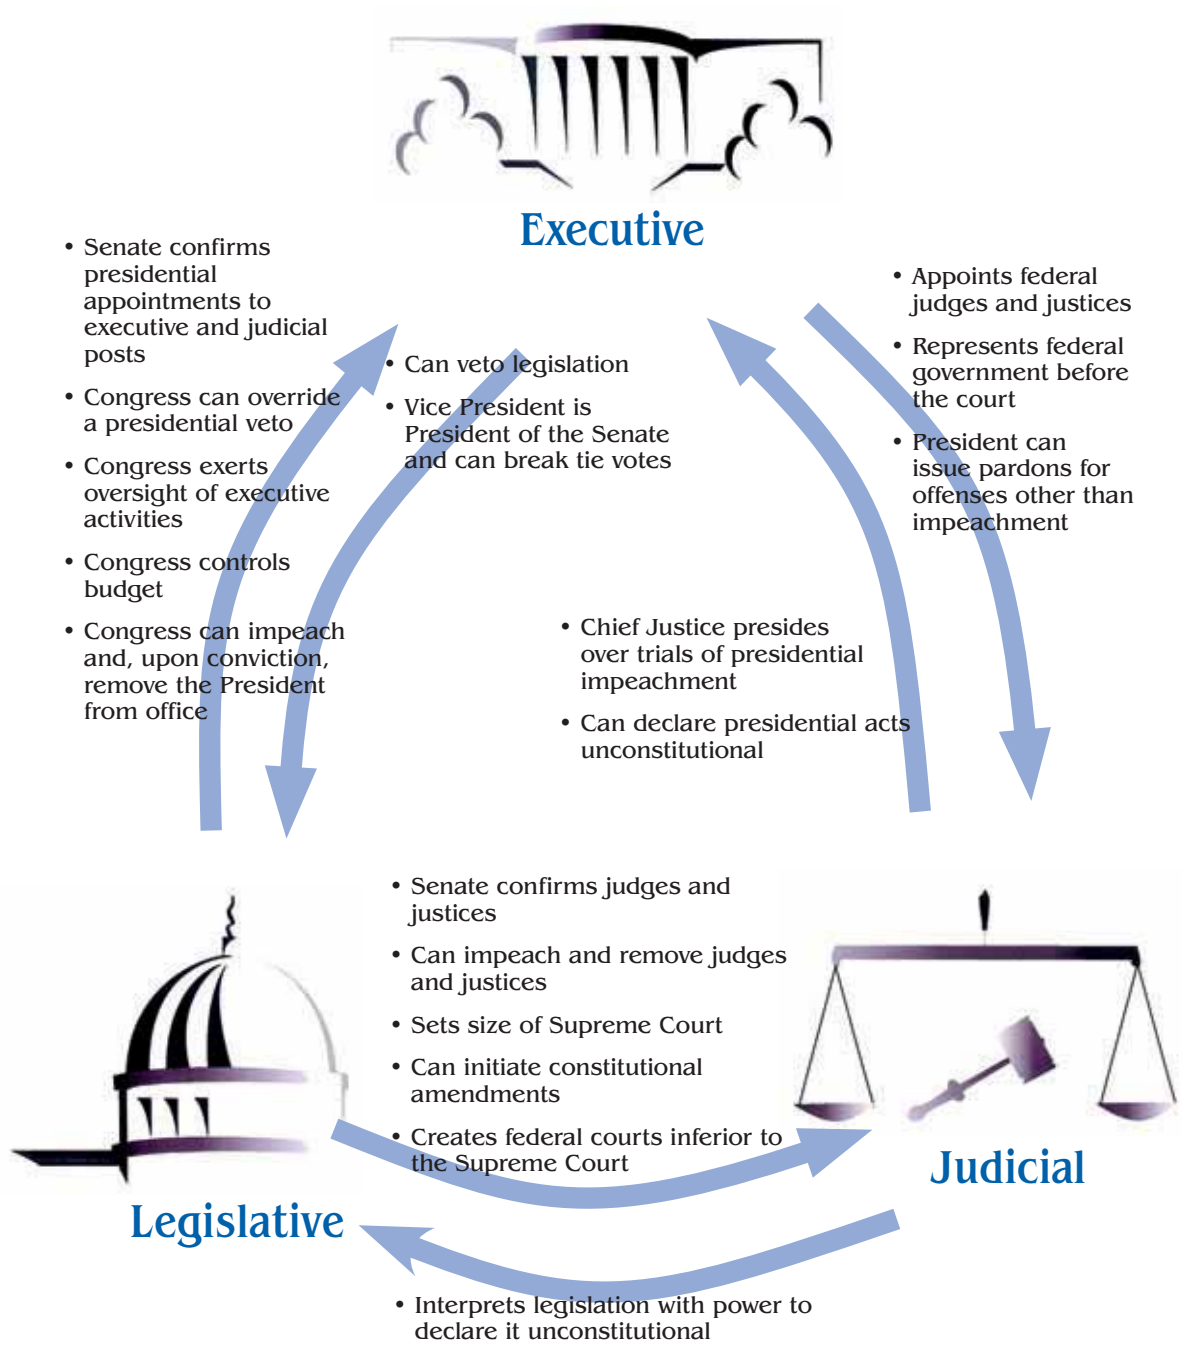 Executive
• Senate confirms
presidential
appointments to
executive and judicial
posts
• Congress can override
a presidential veto
• Congress exerts
oversight of executive
activities
• Congress controls
budget
• Congress can impeach
and, upon conviction,
remove the President
from office
• Can veto legislation
• Vice President is
President of the Senate
and can break tie votes
• Appoints federal
judges and justices
• Represents federal
government before
the court
• President can
issue pardons for
offenses other than
impeachment
• Chief Justice presides
over trials of presidential
impeachment
• Can declare presidential acts
unconstitutional
• Senate confirms judges and
justices
• Can impeach and remove judges
and justices
• Sets size of Supreme Court
• Can initiate constitutional
amendments
• Creates federal courts inferior to
the Supreme Court
Judicial
Legislative
• Interprets legislation with power to
declare it unconstitutional